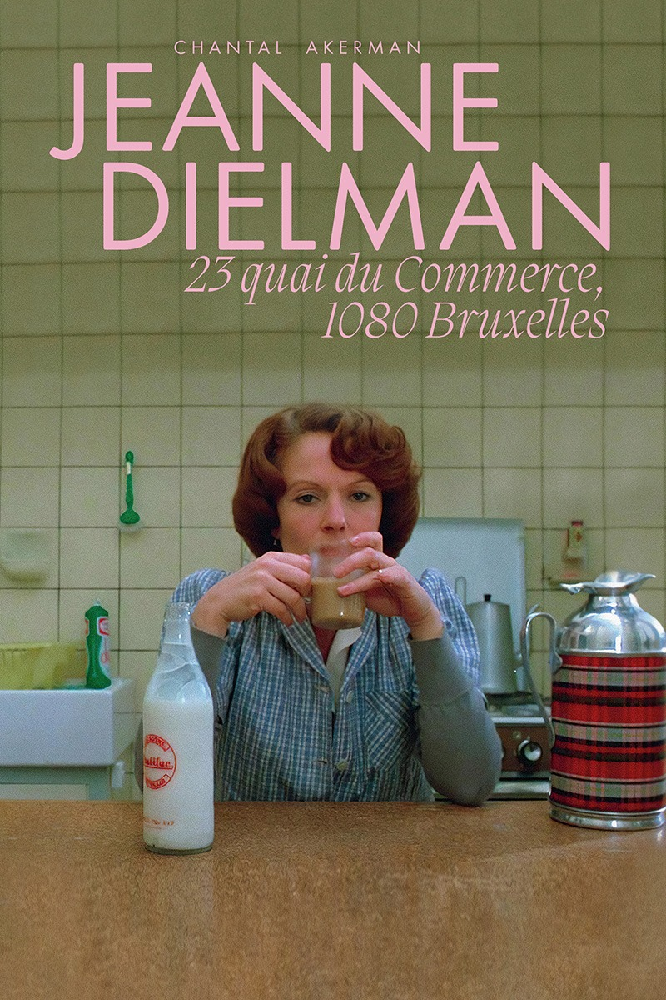 CHANTAL AKERMAN
JEANNE
DIELMAN
23 quai du Commerce,
1080 Bruxelles